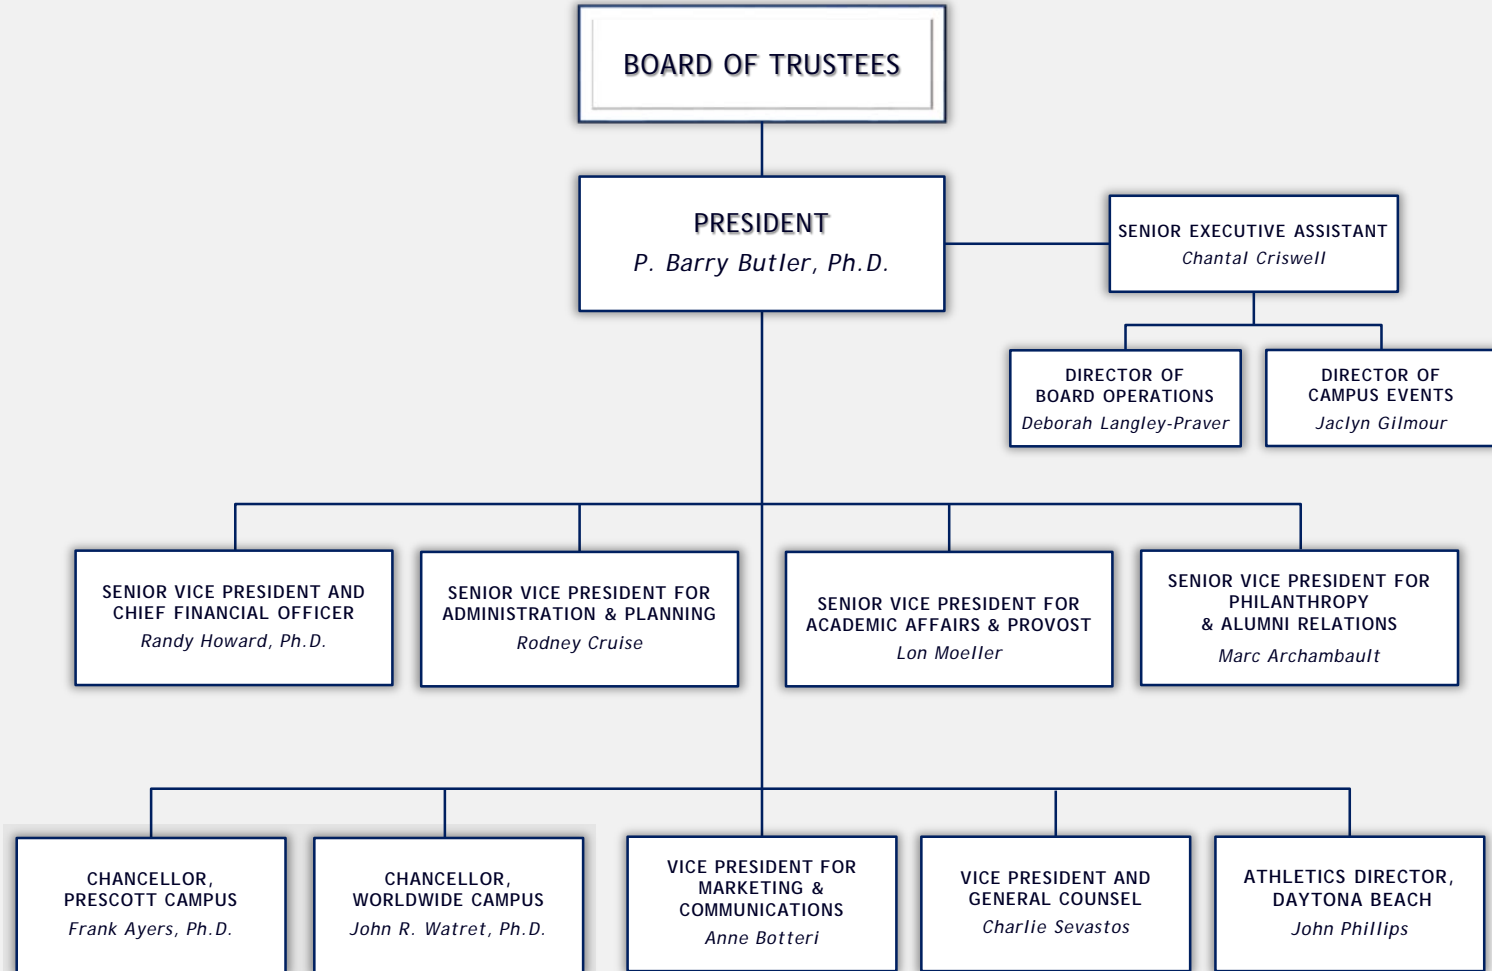 BOARD OF TRUSTEES
PRESIDENT
P. Barry Butler, Ph.D.
SENIOR EXECUTIVE ASSISTANT
Chantal Criswell
DIRECTOR OF
BOARD OPERATIONS
Deborah Langley-Praver
DIRECTOR OF
CAMPUS EVENTS
Jaclyn Gilmour
SENIOR VICE PRESIDENT AND
CHIEF FINANCIAL OFFICER
Randy Howard, Ph.D.
SENIOR VICE PRESIDENT FOR
ADMINISTRATION & PLANNING
Rodney Cruise
SENIOR VICE PRESIDENT FOR
ACADEMIC AFFAIRS & PROVOST
Lon Moeller
SENIOR VICE PRESIDENT FOR
PHILANTHROPY
& ALUMNI RELATIONS
Marc Archambault
CHANCELLOR,
PRESCOTT CAMPUS
Frank Ayers, Ph.D.
CHANCELLOR,
WORLDWIDE CAMPUS
John R. Watret, Ph.D.
VICE PRESIDENT FOR
MARKETING &
COMMUNICATIONS
Anne Botteri
VICE PRESIDENT AND
GENERAL COUNSEL
Charlie Sevastos
ATHLETICS DIRECTOR,
DAYTONA BEACH
John Phillips